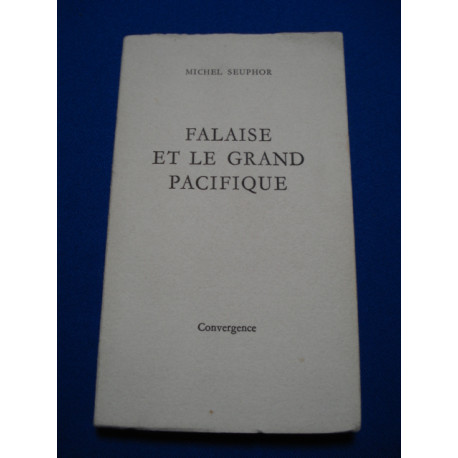 MICHEL SEUPHOR
FALAISE
ET LE GRAND
PACIFIQUE
Convergence